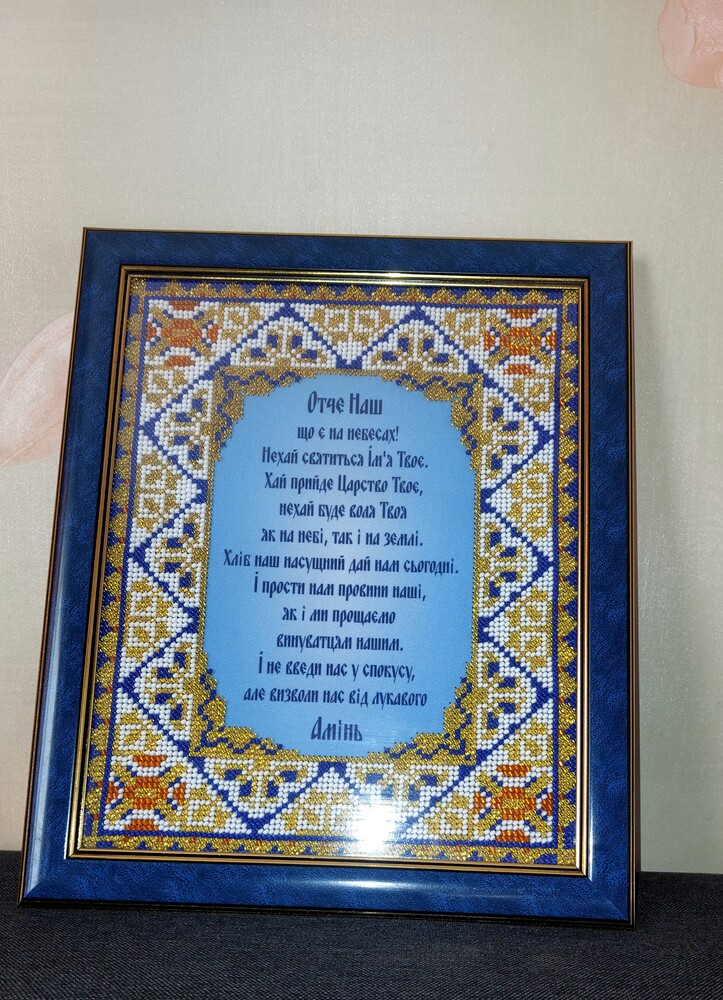 Отче Наш
що є на небесах!
Нехай святиться Ім'я Твоє.
Хай прийде Царство Твоє,
нехай буде воля Твоя
як на небі, так і на землі.
Хліб наш насущний дай нам сьогодні.
І прости нам провини наші,
як і ми прощаємо
винуватцям нашим.
І не введи нас у спокусу,
але визволи нас від лукавого
Амінь